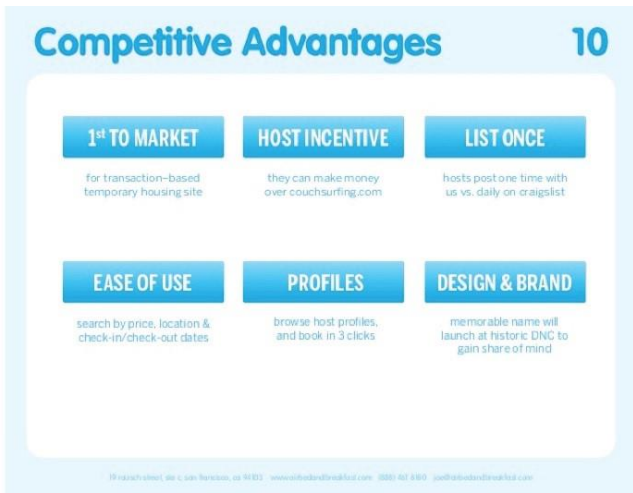 Competitive Advantages 10
1st TO MARKET
for transaction-based
temporary housing site
HOST INCENTIVE
they can make money
over couchsurfing.com
LIST ONCE
hosts post one time with
us vs. daily on craigslist
EASE OF USE
search by price, location &
check-in/check-out dates
PROFILES
browse host profiles,
and book in 3 clicks
DESIGN & BRAND
memorable name will
launch at historic DNC to
gain share of mind